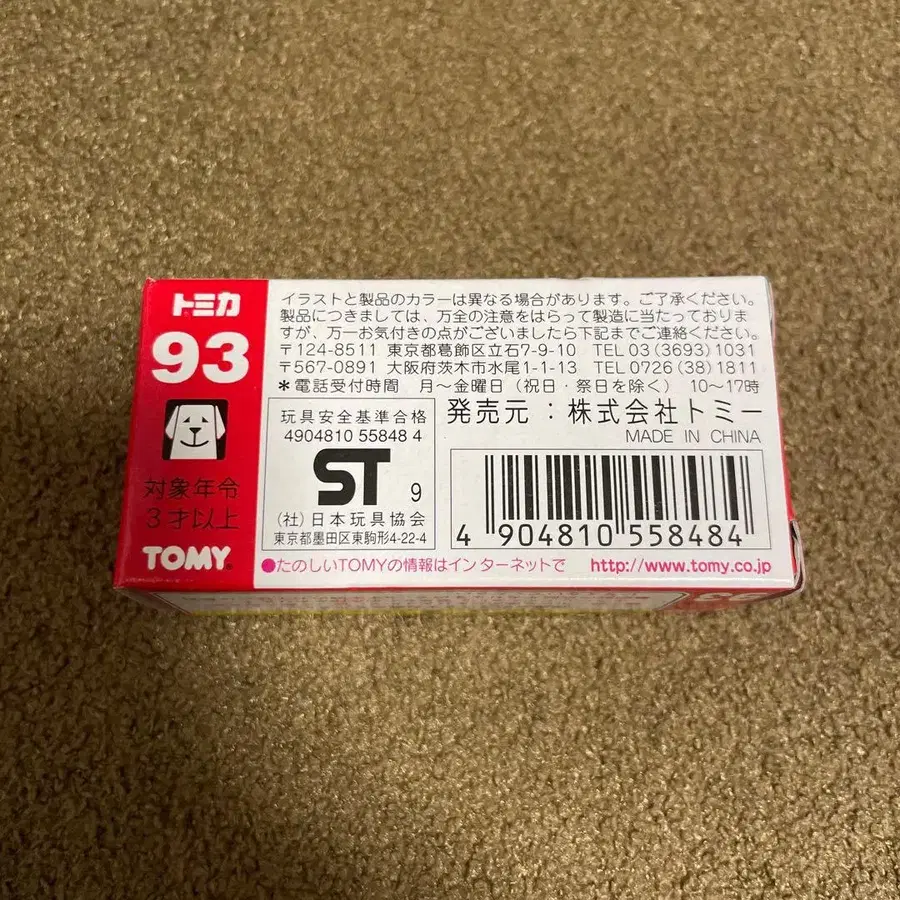 トミカ
93
対象年令
3才以上
TOMY®
イラストと製品のカラーは異なる場合があります。ご了承ください。
製品につきましては、万全の注意をはらって製造に当たっておりま
すが、万一お気付きの点がございましたら下記までご連絡ください。
〒124-8511 東京都葛飾区立石7-9-10 TEL 03(3693)1031
〒567-0891 大阪府茨木市水尾1-1-13 TEL 0726(38)1811
＊電話受付時間 月〜金曜日(祝日・祭日を除く) 10〜17時
玩具安全基準合格
4904810 55848 4
ST 9
(社)日本玩具協会
東京都墨田区東駒形4-22-4
発売元：株式会社トミー
MADE IN CHINA
4 904810 558484
●たのしいTOMYの情報はインターネットで http://www.tomy.co.jp
93